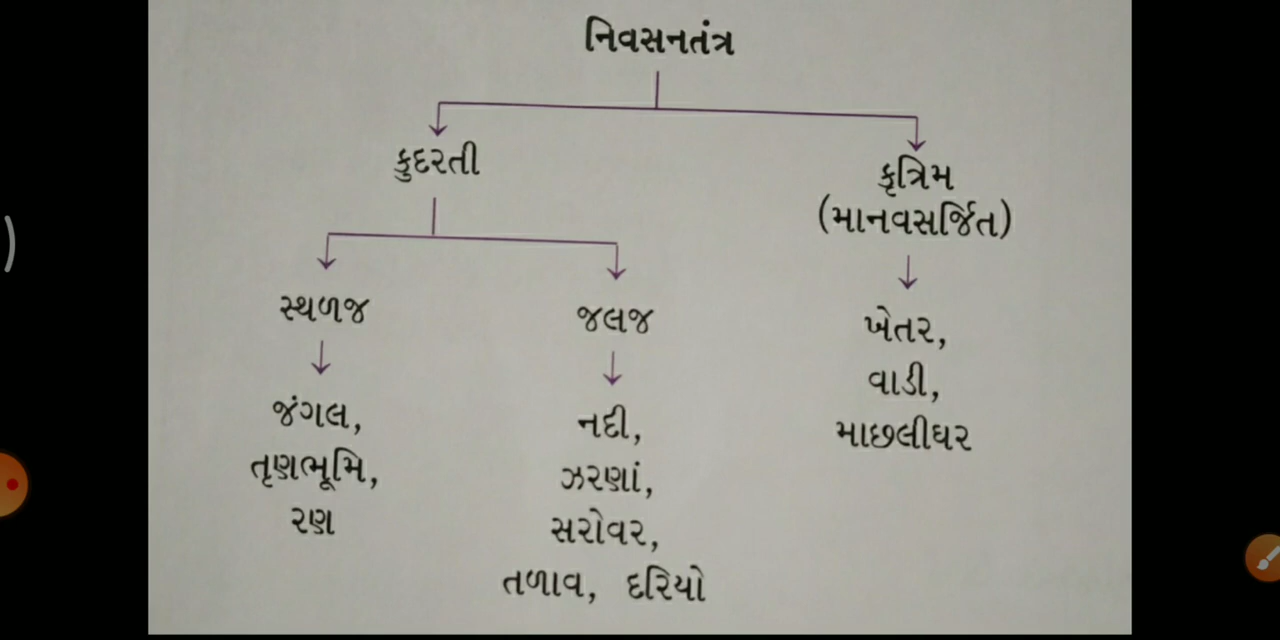 નિવસનતંત્ર
કુદરતી
કૃત્રિમ
(માનવસર્જિત)
સ્થળજ
જલજ
જંગલ,
તૃણભૂમિ,
રણ
નદી,
ઝરણાં,
સરોવર,
તળાવ, દરિયો
ખેતર,
વાડી,
માછલીઘર